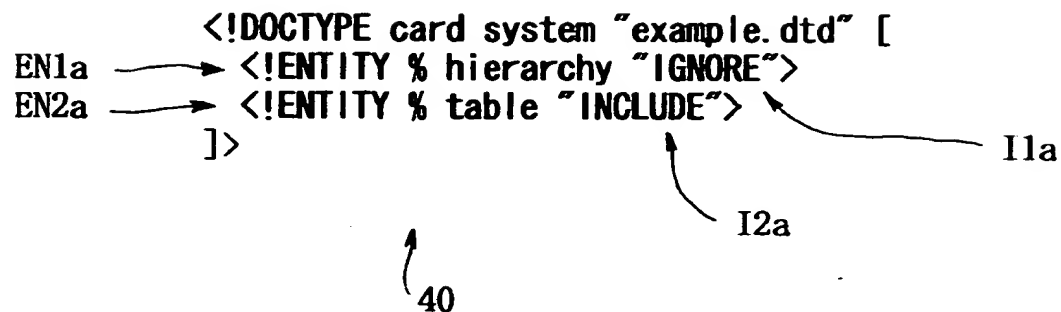 <!DOCTYPE card system "example.dtd" [
EN1a <!ENTITY % hierarchy "IGNORE">
EN2a <!ENTITY % table "INCLUDE">
]>
I1a
I2a
40